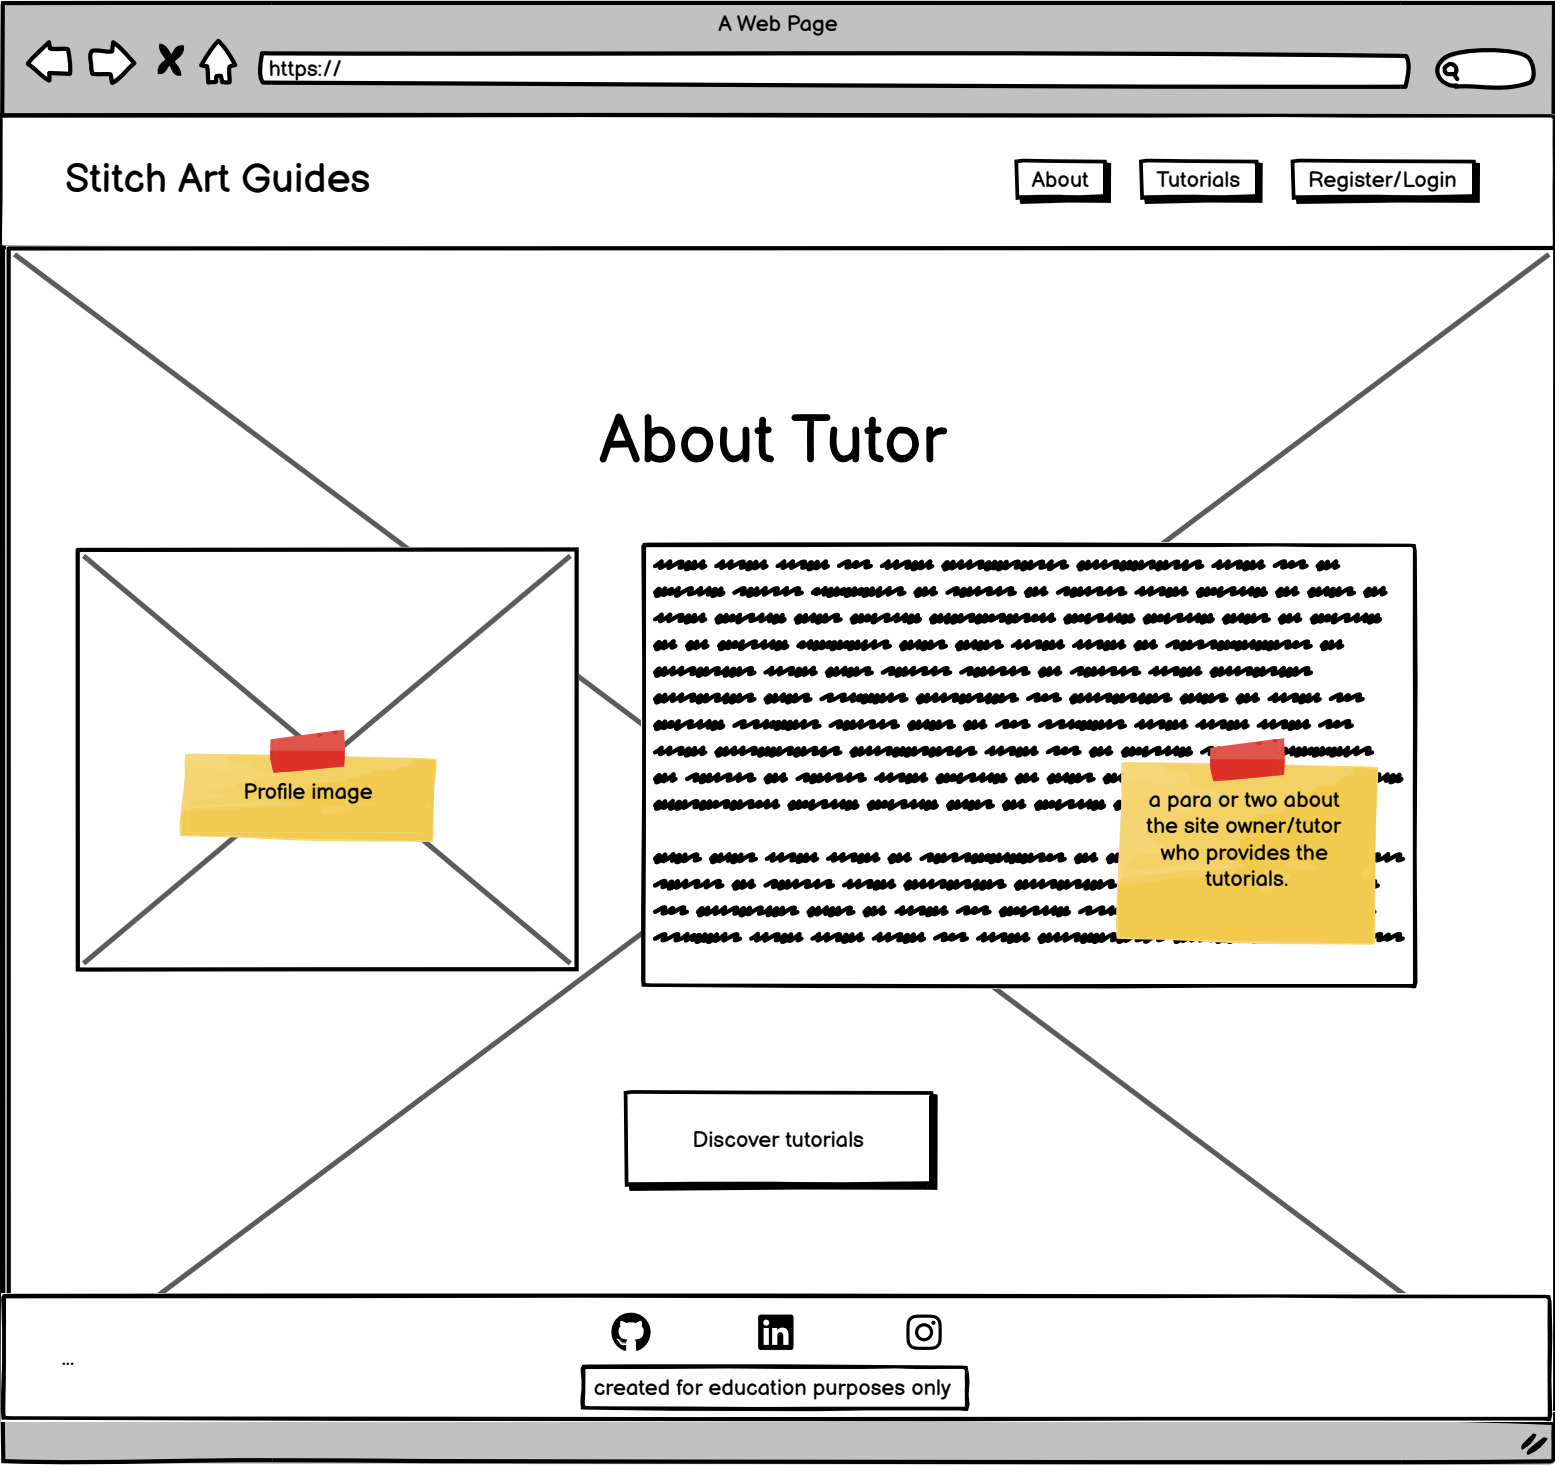 A Web Page
https://
Stitch Art Guides
About
Tutorials
Register/Login
About Tutor
Profile image
a para or two about
the site owner/tutor
who provides the
tutorials.
Discover tutorials
...
created for education purposes only